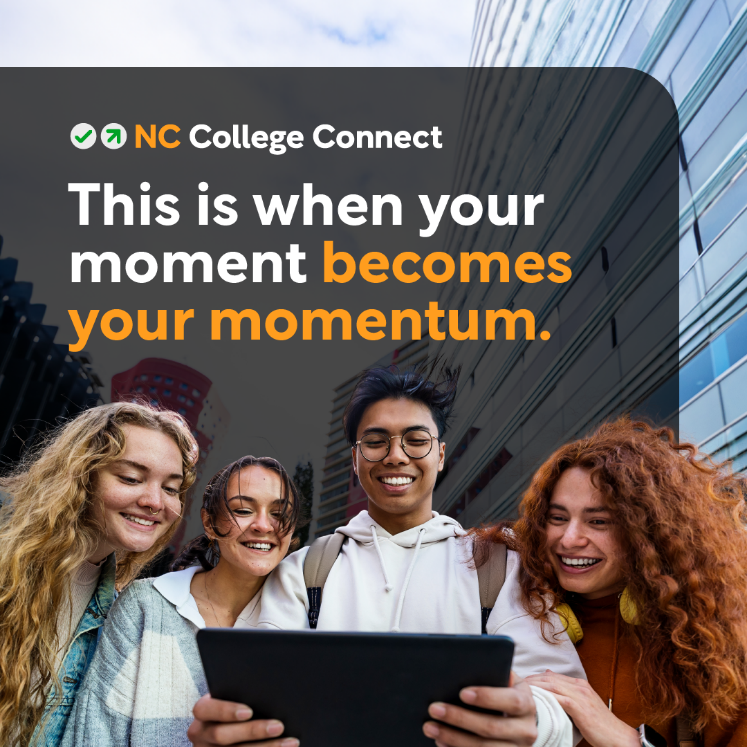 NC College Connect
This is when your
moment becomes
your momentum.